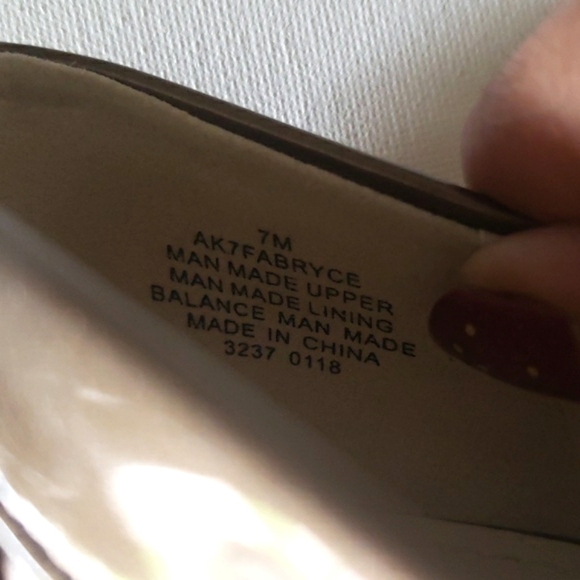 7M
AK7FABRYCE
MAN MADE UPPER
MAN MADE LINING
BALANCE MAN MADE
MADE IN CHINA
3237 0118